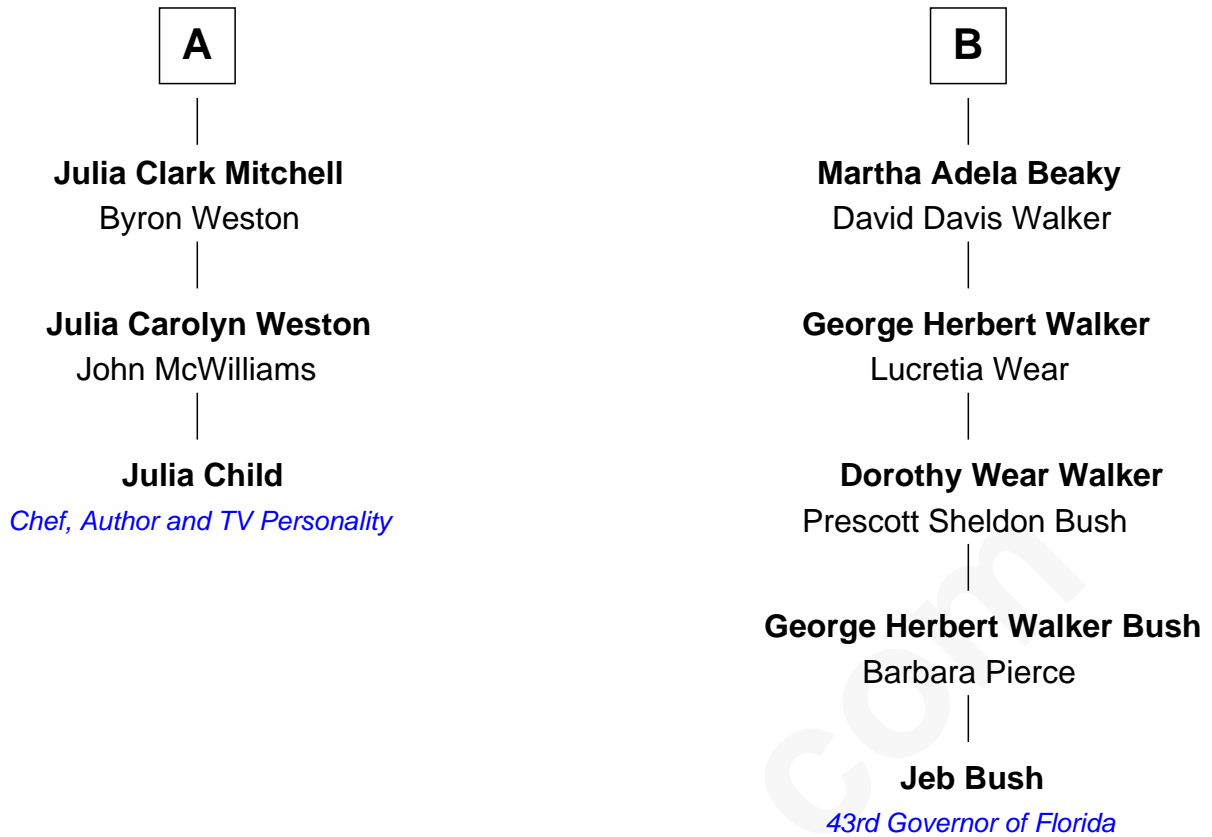 A
Julia Clark Mitchell
Byron Weston
Julia Carolyn Weston
John McWilliams
Julia Child
Chef, Author and TV Personality
B
Martha Adela Beaky
David Davis Walker
George Herbert Walker
Lucretia Wear
Dorothy Wear Walker
Prescott Sheldon Bush
George Herbert Walker Bush
Barbara Pierce
Jeb Bush
43rd Governor of Florida
com